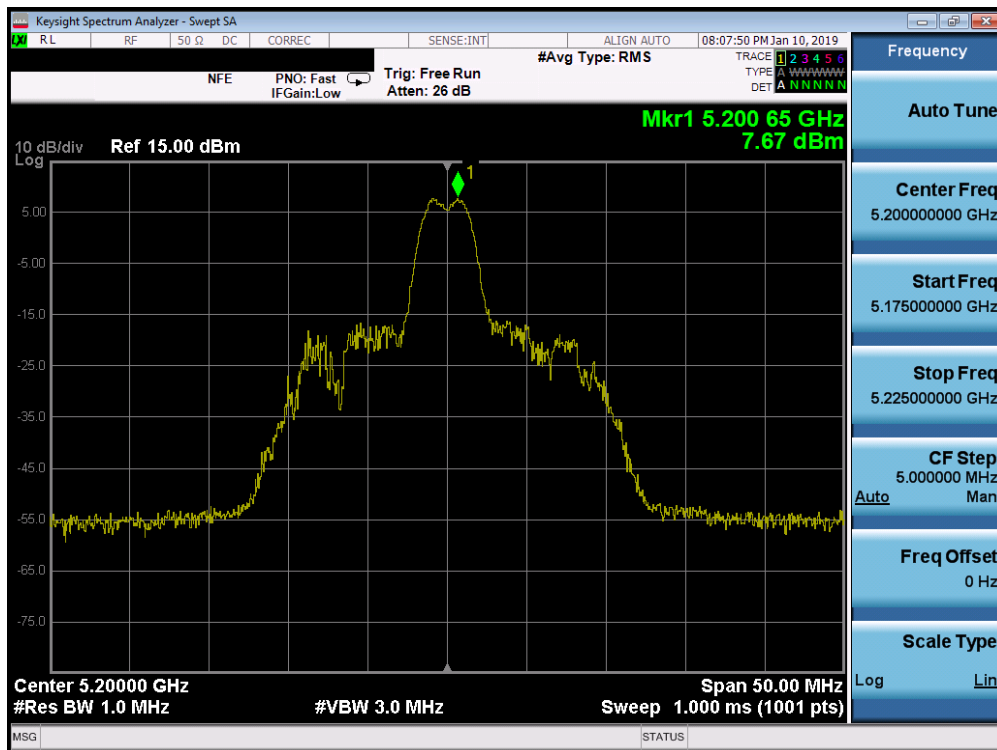 Keysight Spectrum Analyzer - Swept SA
LXI RL RF 50 Ω DC CORREC SENSE:INT ALIGN AUTO 08:07:50 PM Jan 10, 2019
Frequency
NFE PNO: Fast Trig: Free Run #Avg Type: RMS TRACE 1 2 3 4 5 6
IFGain:Low Atten: 26 dB TYPE A WWWWW
DET A N N N N N
Auto Tune
Mkr1 5.200 65 GHz
7.67 dBm
10 dB/div Ref 15.00 dBm
Log
1
5.00
-5.00
-15.0
-25.0
-35.0
-45.0
-55.0
-65.0
-75.0
Center Freq
5.200000000 GHz
Start Freq
5.175000000 GHz
Stop Freq
5.225000000 GHz
CF Step
5.000000 MHz
Auto Man
Freq Offset
0 Hz
Scale Type
Log Lin
Center 5.20000 GHz Span 50.00 MHz
#Res BW 1.0 MHz #VBW 3.0 MHz Sweep 1.000 ms (1001 pts)
MSG STATUS